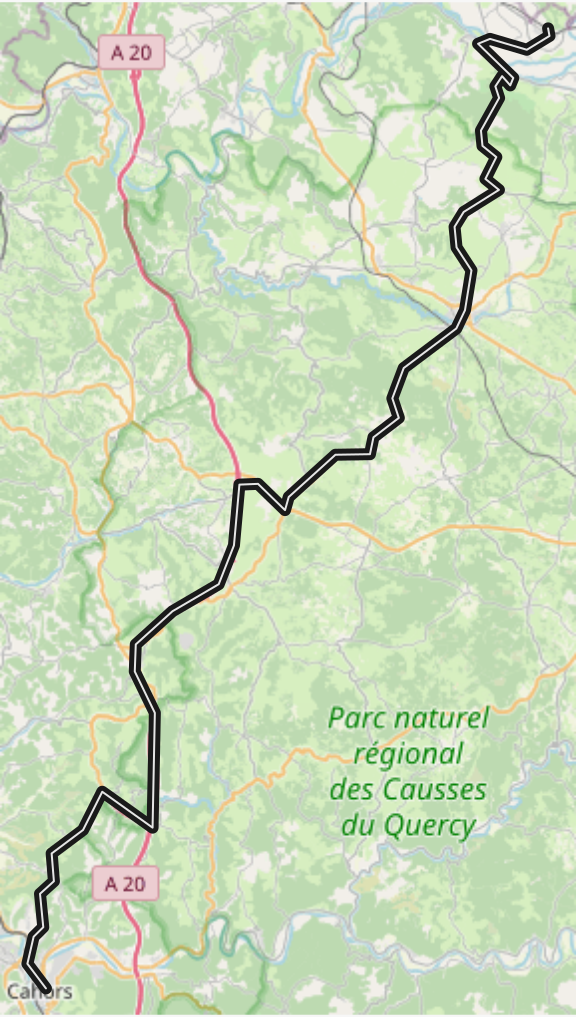 A 20
Parc naturel
régional
des Causses
du Quercy
A 20
Cahors